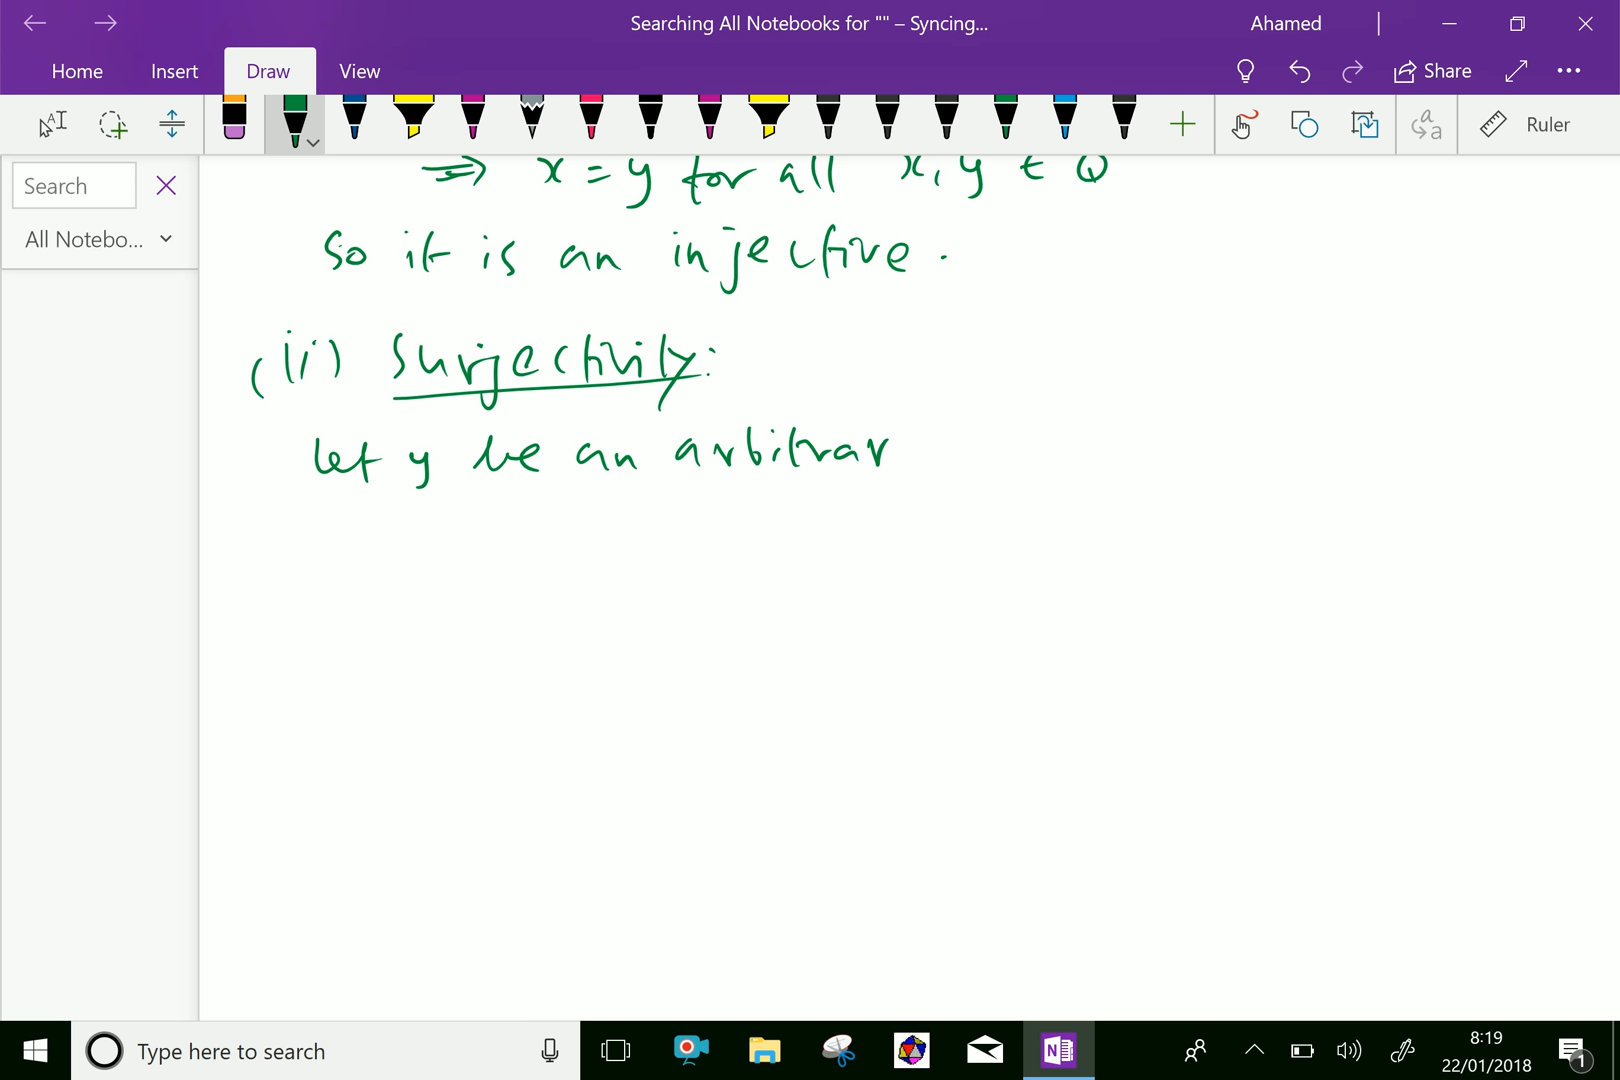 Searching All Notebooks for "" – Syncing...
Ahamed
Home
Insert
Draw
View
Share
Ruler
Search
All Notebo...
⇒ x = y for all x, y ∈ Q
So it is an injective.
(ii) Surjectivity:
let y be an arbitrar
Type here to search
8:19
22/01/2018
1